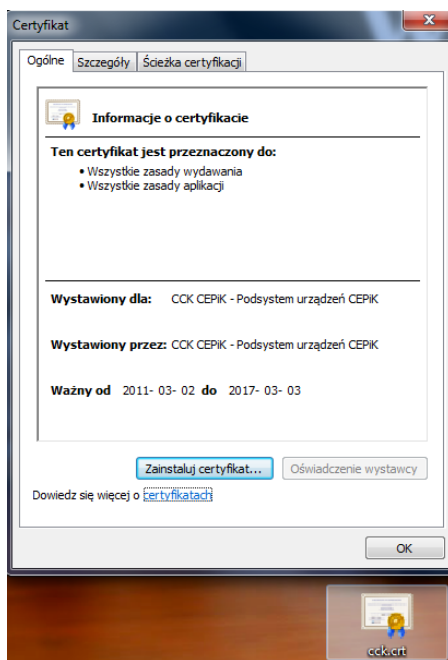 Certyfikat
Ogólne Szczegóły Ścieżka certyfikacji
Informacje o certyfikacie
Ten certyfikat jest przeznaczony do:
• Wszystkie zasady wydawania
• Wszystkie zasady aplikacji
Wystawiony dla: CCK CEPiK - Podsystem urządzeń CEPiK
Wystawiony przez: CCK CEPiK - Podsystem urządzeń CEPiK
Ważny od 2011- 03- 02 do 2017- 03- 03
Zainstaluj certyfikat... Oświadczenie wystawcy
Dowiedz się więcej o certyfikatach
OK
cck.crt